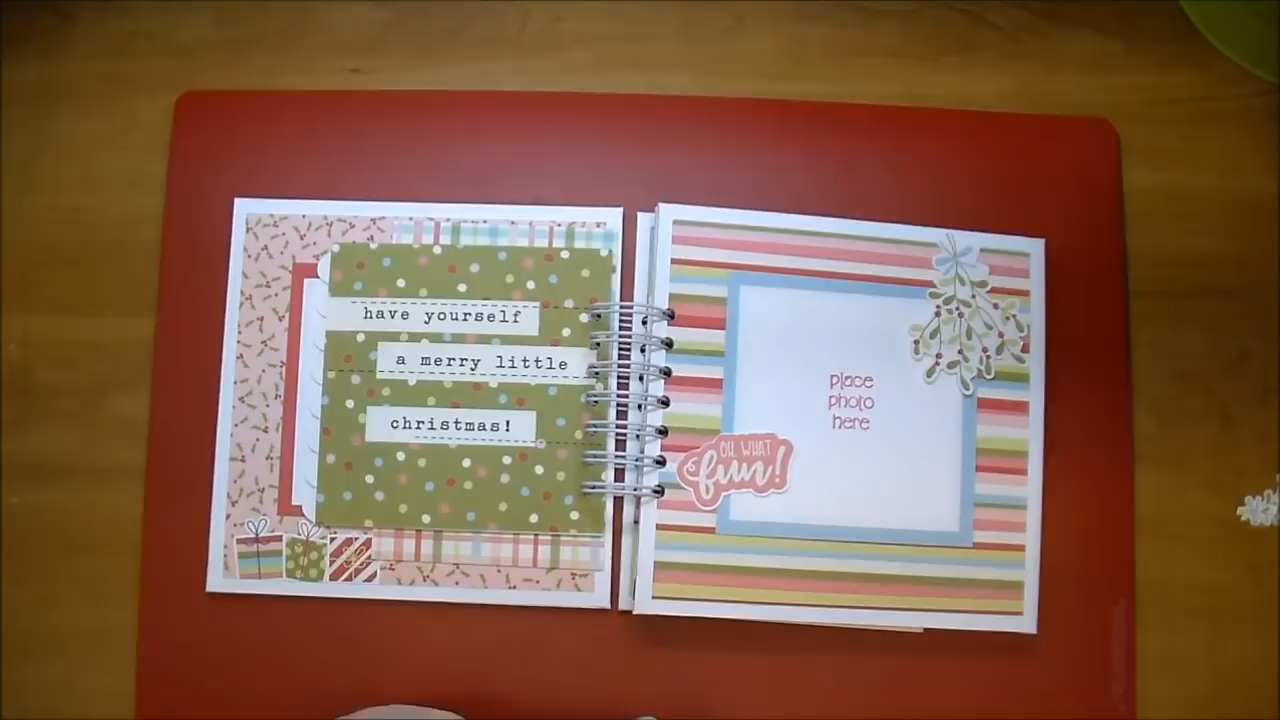 have yourself
a merry little
christmas!
place
photo
here
OH, WHAT
fun!